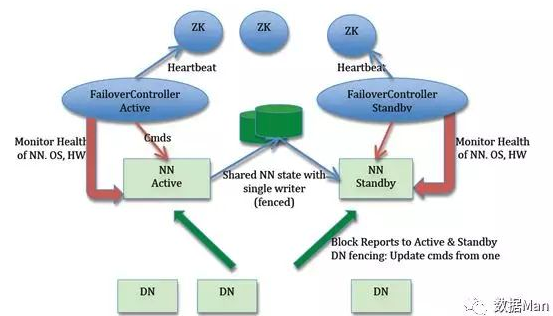 ZK
ZK
ZK
Heartbeat
Heartbeat
FailoverController
Active
FailoverController
Standby
Cmds
Monitor Health
of NN. OS, HW
Monitor Health
of NN. OS, HW
NN
Active
Shared NN state with
single writer
(fenced)
NN
Standby
Block Reports to Active & Standby
DN fencing: Update cmds from one
DN
DN
DN
数据Man